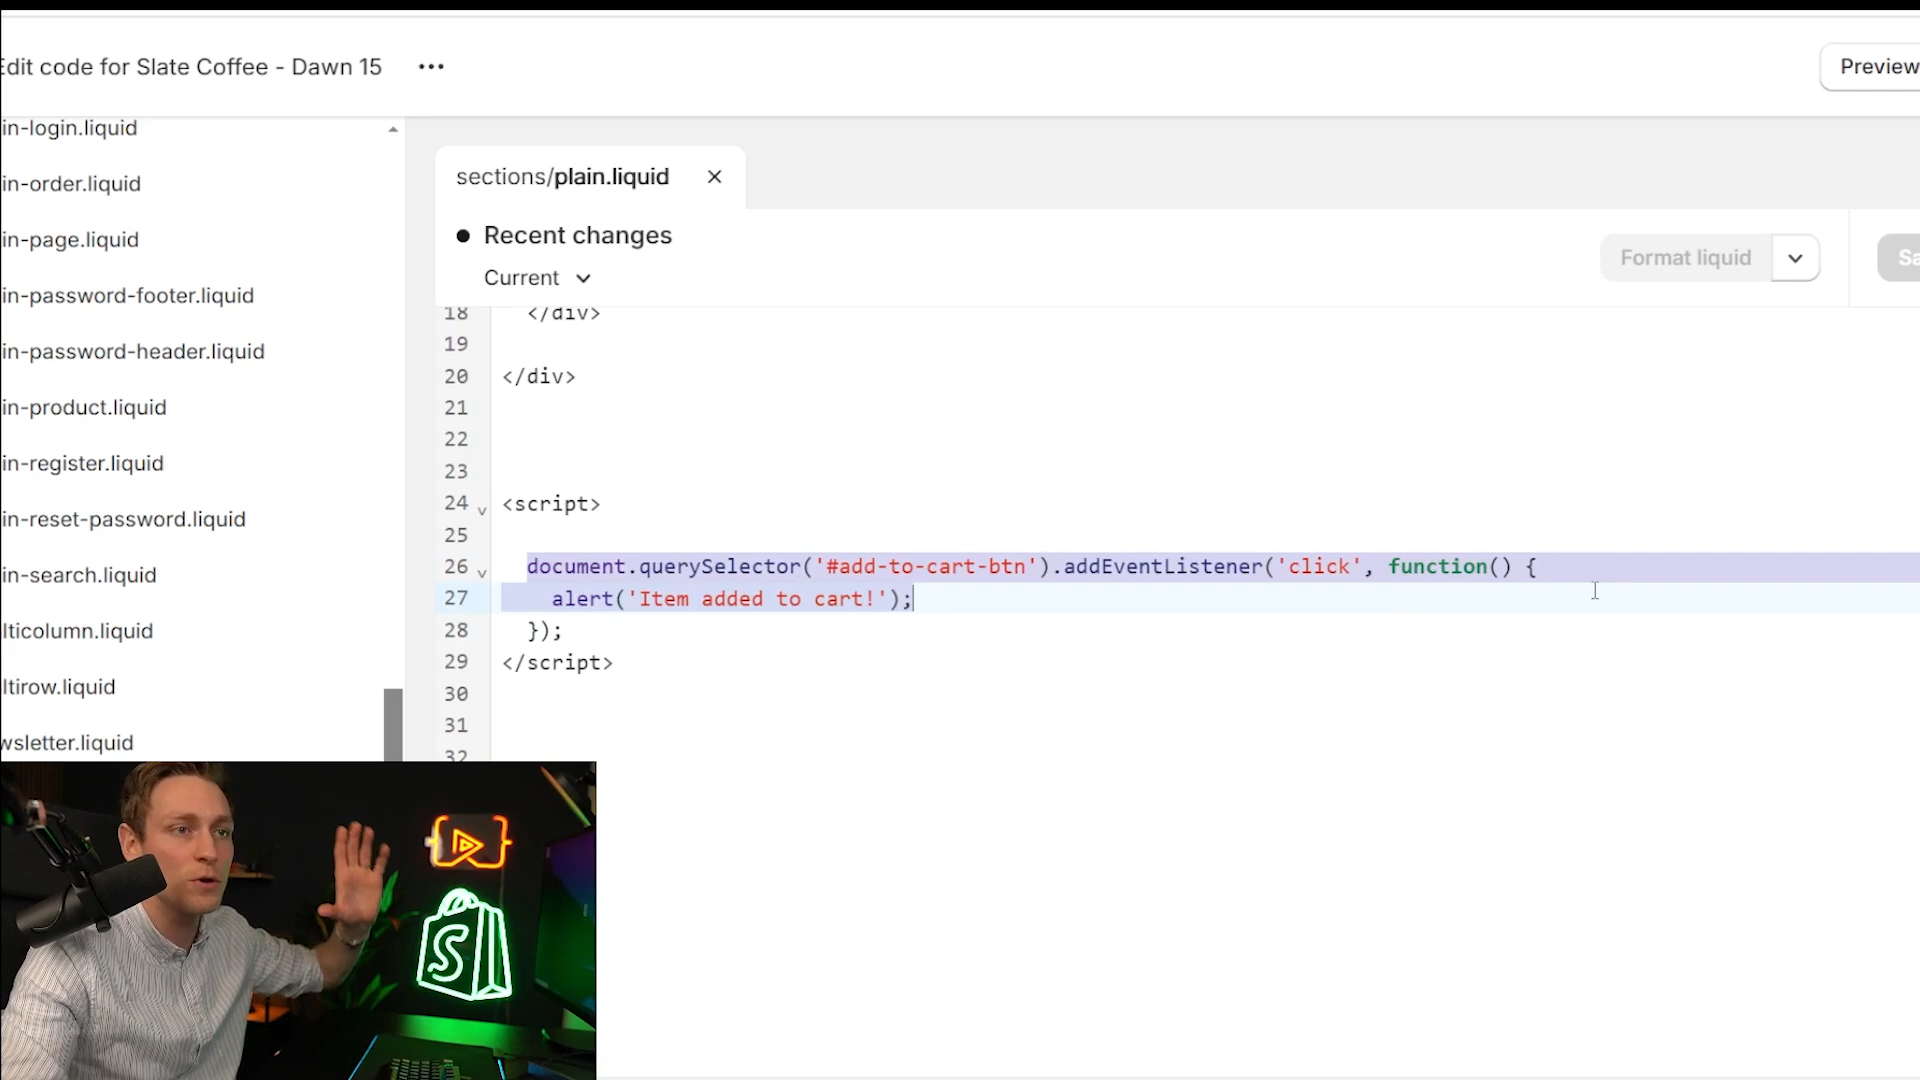 Edit code for Slate Coffee - Dawn 15
Preview
in-login.liquid
in-order.liquid
in-page.liquid
in-password-footer.liquid
in-password-header.liquid
in-product.liquid
in-register.liquid
in-reset-password.liquid
in-search.liquid
lticolumn.liquid
ltirow.liquid
wsletter.liquid
sections/plain.liquid
Recent changes
Current
Format liquid
Sa
18 </div>
19
20 </div>
21
22
23
24 <script>
25
26 document.querySelector('#add-to-cart-btn').addEventListener('click', function() {
27 alert('Item added to cart!');
28 });
29 </script>
30
31
32
S